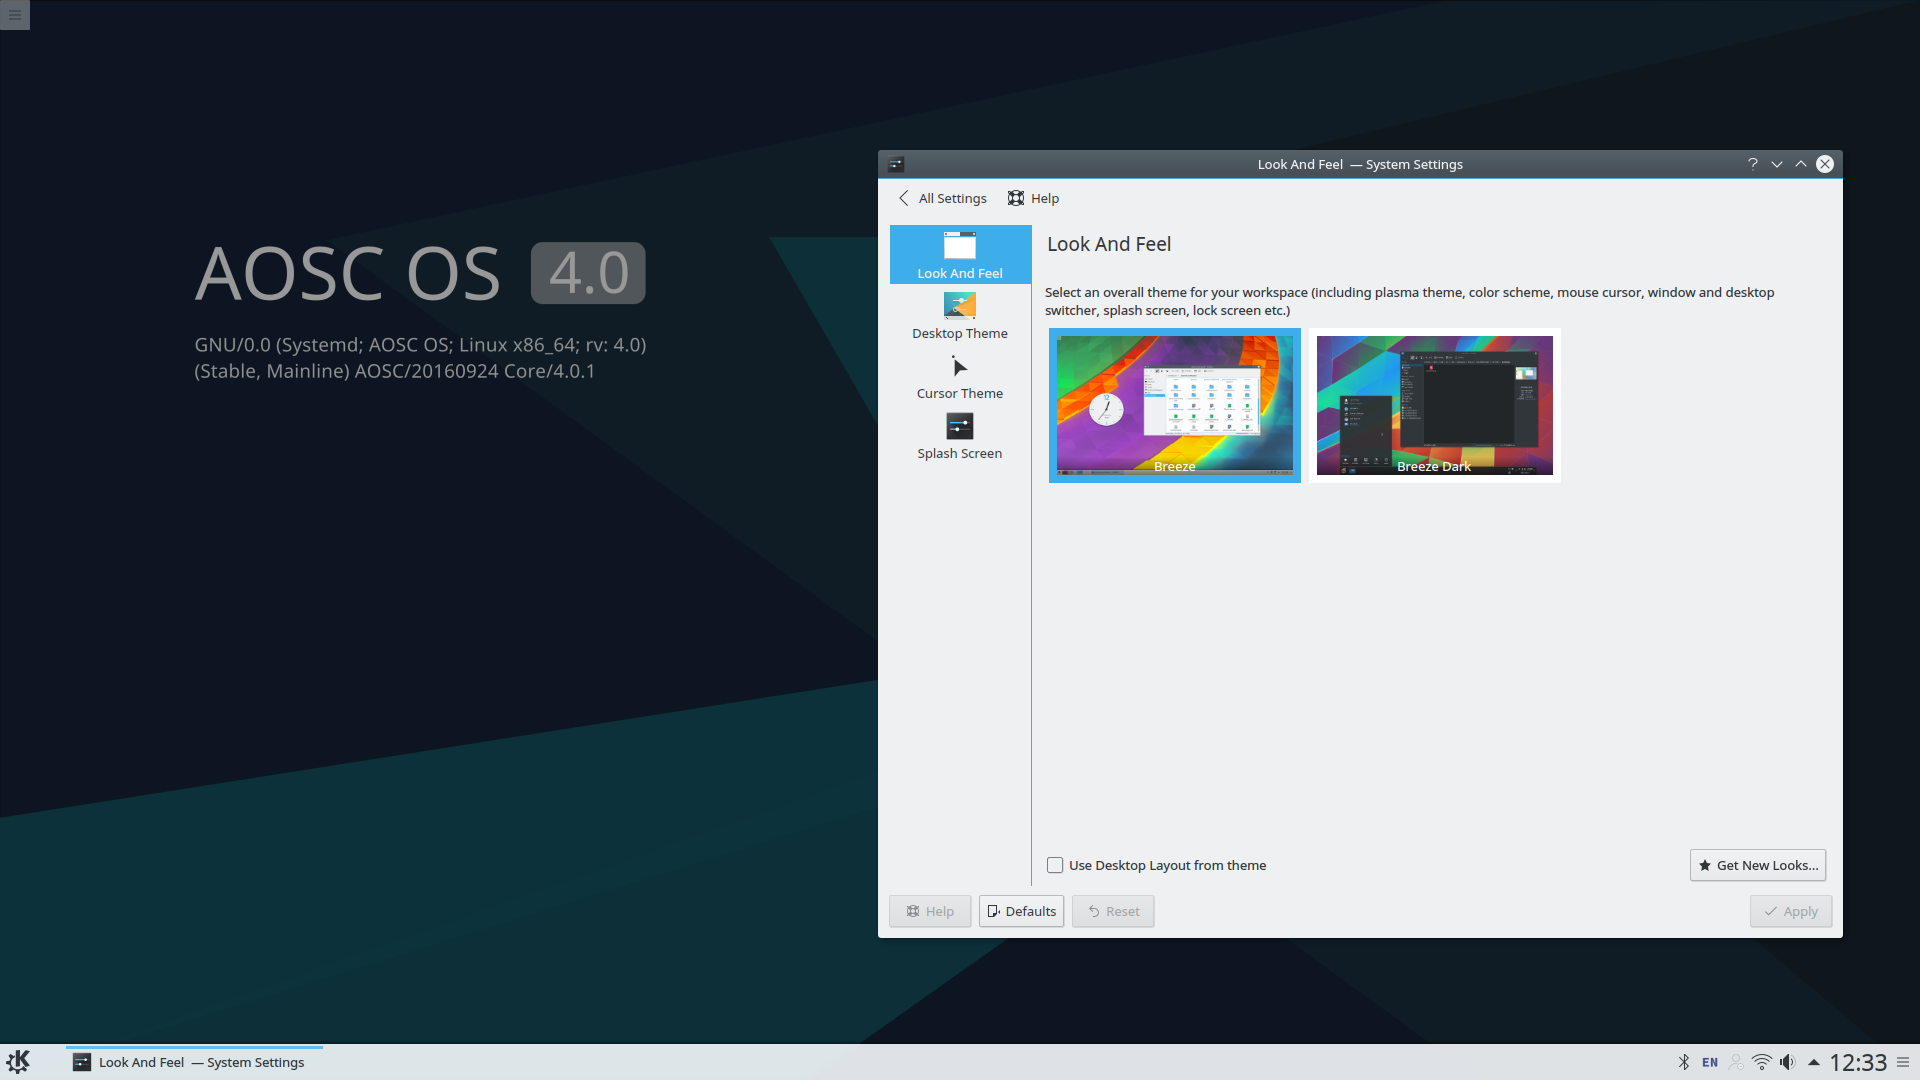 AOSC OS 4.0
GNU/0.0 (Systemd; AOSC OS; Linux x86_64; rv: 4.0)
(Stable, Mainline) AOSC/20160924 Core/4.0.1
Look And Feel — System Settings
All Settings
Help
Look And Feel
Desktop Theme
Cursor Theme
Splash Screen
Look And Feel
Select an overall theme for your workspace (including plasma theme, color scheme, mouse cursor, window and desktop
switcher, splash screen, lock screen etc.)
Breeze
Breeze Dark
Use Desktop Layout from theme
Get New Looks...
Help
Defaults
Reset
Apply
Look And Feel — System Settings
EN
12:33